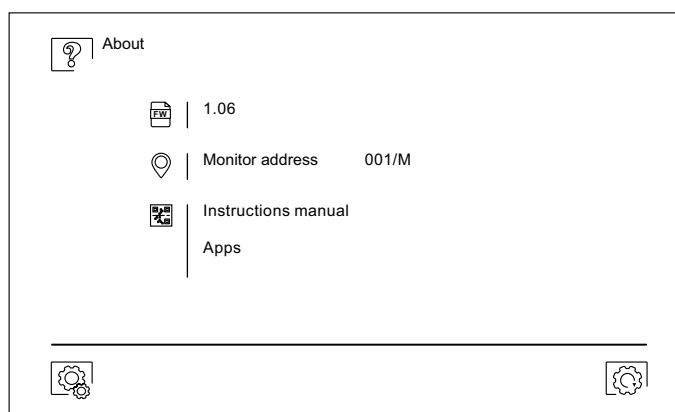 About
FW
1.06
Monitor address 001/M
Instructions manual
Apps